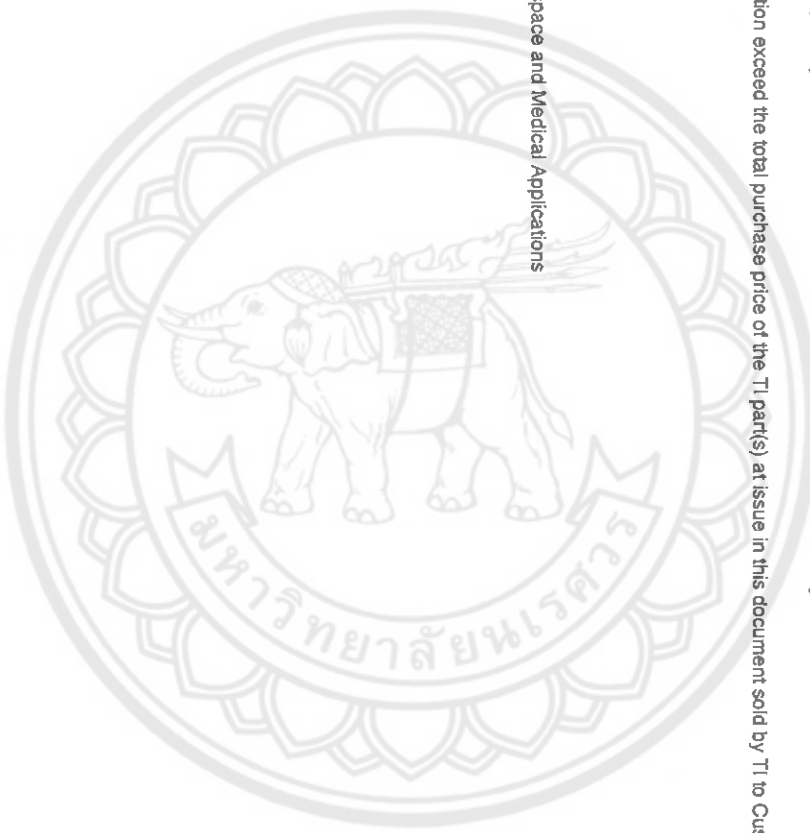 tion exceed the total purchase price of the TI part(s) at issue in this document sold by TI to Cus
space and Medical Applications
มหาวิทยาลัยนเรศวร